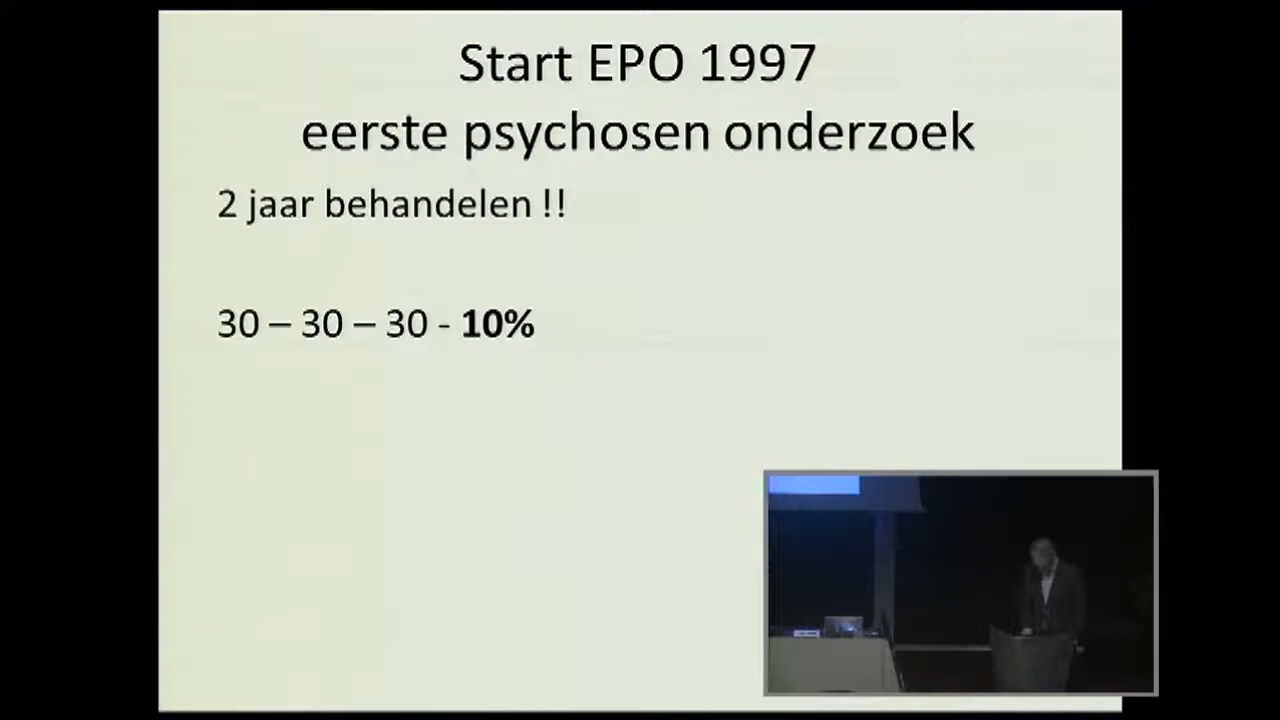 Start EPO 1997
eerste psychosen onderzoek
2 jaar behandelen !!
30 – 30 – 30 - 10%